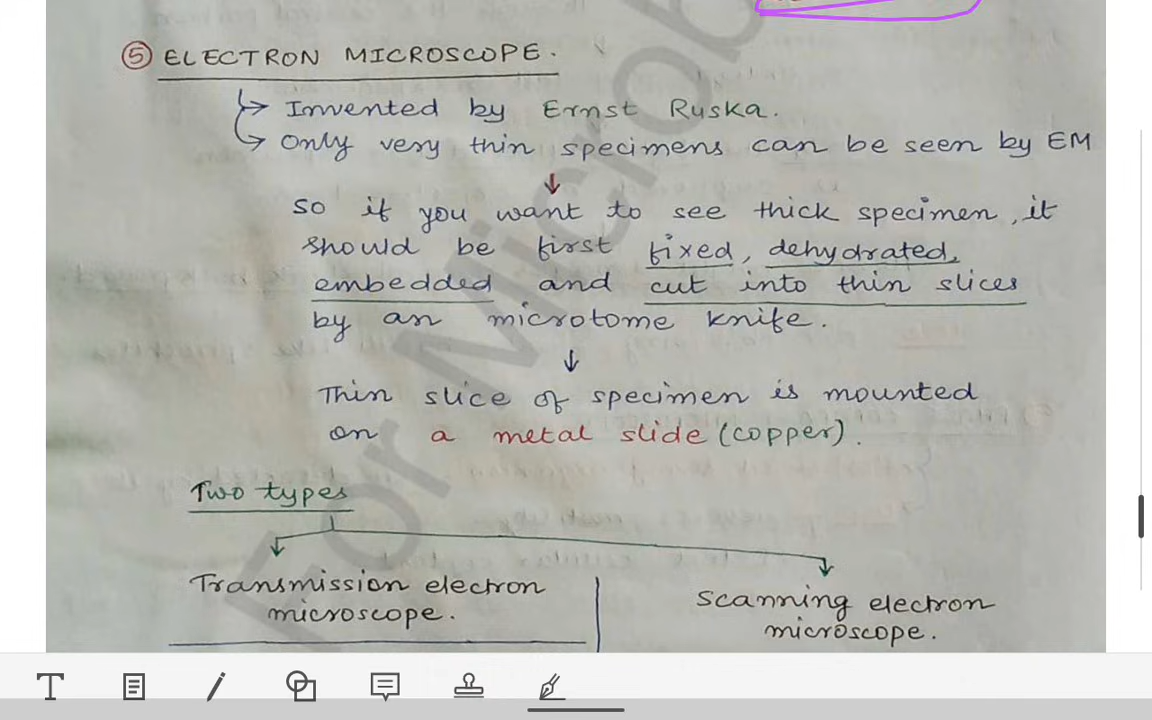 ⑤ ELECTRON MICROSCOPE.
↳ Invented by Ernst Ruska.
↳ Only very thin specimens can be seen by EM
↓
so if you want to see thick specimen, it
should be first fixed, dehydrated,
embedded and cut into thin slices
by an microtome knife.
↓
Thin slice of specimen is mounted
on a metal slide (copper).
Two types
Transmission electron
microscope.
Scanning electron
microscope.
For Microb
T